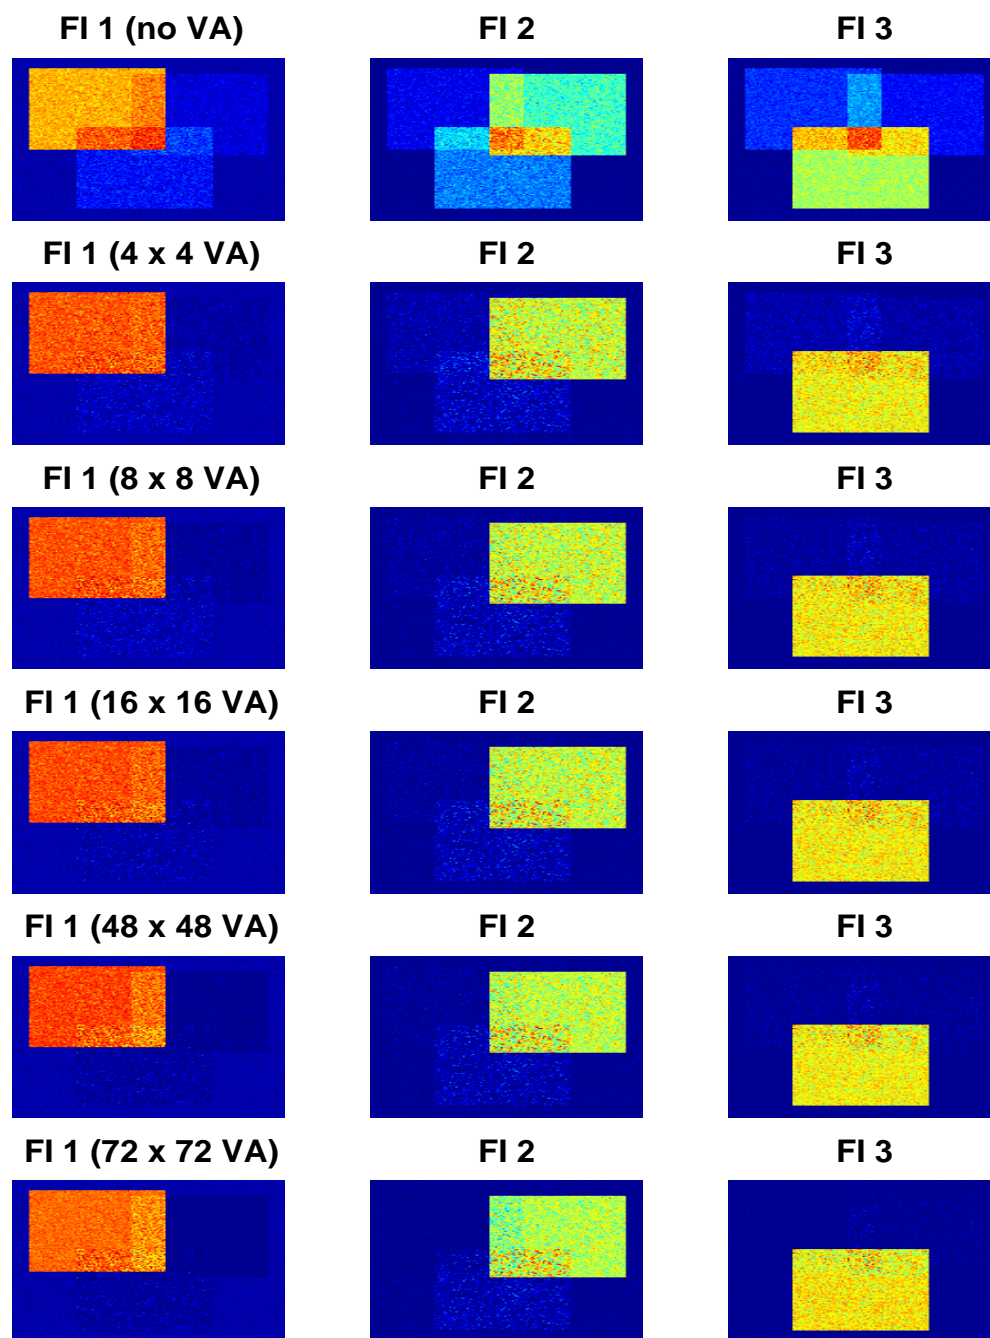 FI 1 (no VA) FI 2 FI 3
FI 1 (4 x 4 VA) FI 2 FI 3
FI 1 (8 x 8 VA) FI 2 FI 3
FI 1 (16 x 16 VA) FI 2 FI 3
FI 1 (48 x 48 VA) FI 2 FI 3
FI 1 (72 x 72 VA) FI 2 FI 3